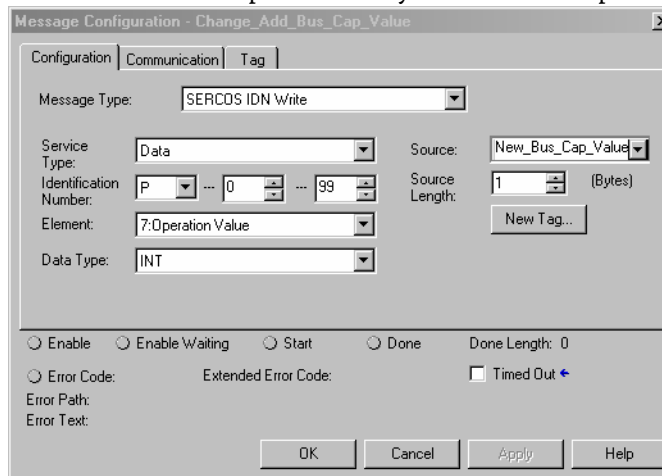 Message Configuration - Change_Add_Bus_Cap_Value
Configuration Communication Tag
Message Type: SERCOS IDN Write
Service Type: Data Source: New_Bus_Cap_Value
Identification Number: P --- 0 --- 99 Source Length: 1 (Bytes)
Element: 7:Operation Value New Tag...
Data Type: INT
Enable Enable Waiting Start Done Done Length: 0
Error Code: Extended Error Code: Timed Out
Error Path:
Error Text:
OK Cancel Apply Help